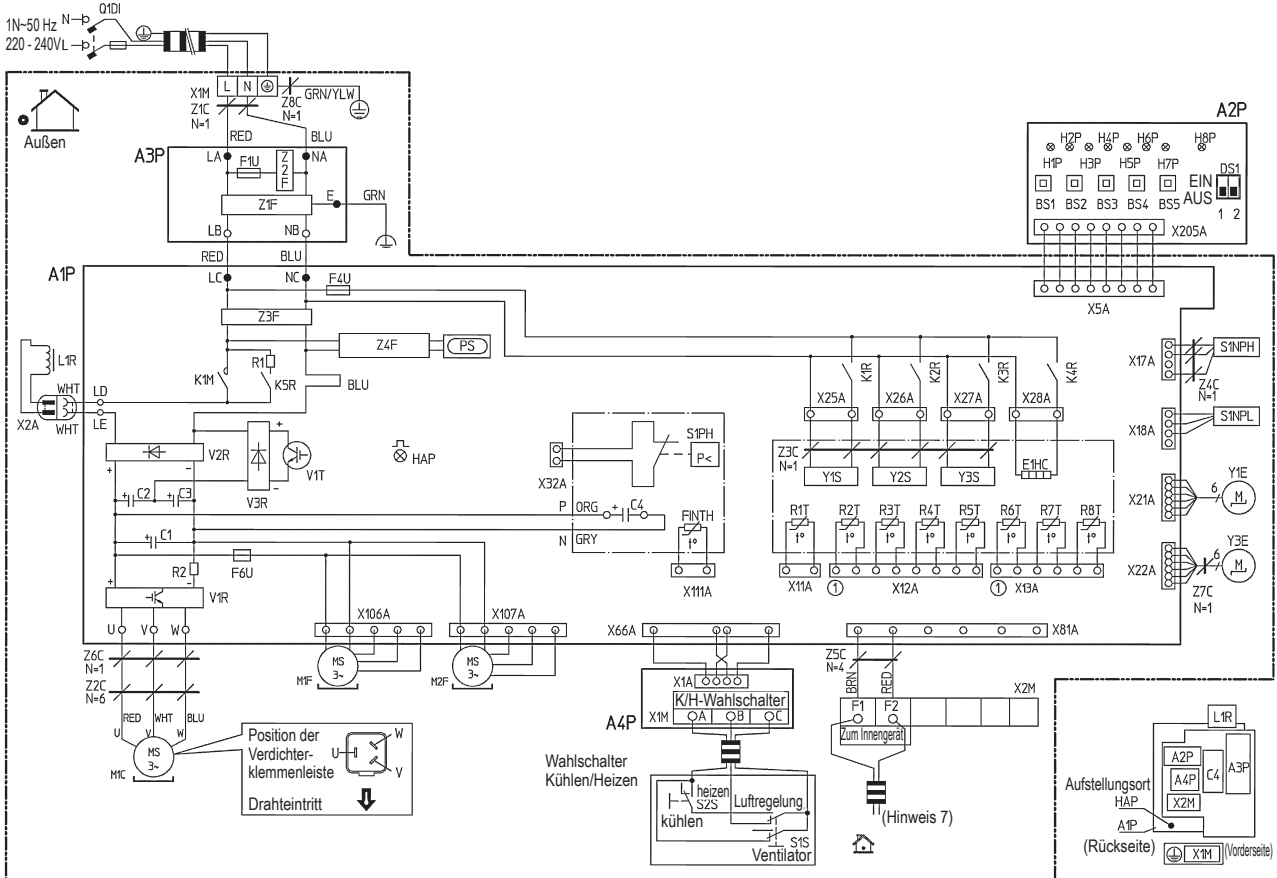 1N~50 Hz
220 - 240V
N
L
Q1DI
Außen
X1M
L
N
Z1C
N=1
Z8C
N=1
GRN/YLW
RED
BLU
A3P
LA
NA
F1U
Z2F
E
GRN
Z1F
LB
NB
RED
BLU
A2P
H2P
H4P
H6P
H8P
H1P
H3P
H5P
H7P
DS1
EIN
AUS
BS1
BS2
BS3
BS4
BS5
1 2
X205A
X5A
A1P
LC
NC
F4U
Z3F
Z4F
PS
R1
K1M
K5R
BLU
L1R
WHT
WHT
X2A
LD
LE
K1R
K2R
K3R
K4R
X25A
X26A
X27A
X28A
X17A
S1NPH
Z4C
N=1
X18A
S1NPL
V2R
+
-
V3R
+
-
V1T
HAP
+
C2
+
C3
X32A
S1PH
P<
Z3C
N=1
Y1S
Y2S
Y3S
E1HC
P
ORG
+
C4
N
GRY
FINTH
t°
X111A
R1T
R2T
R3T
R4T
R5T
R6T
R7T
R8T
t°
t°
t°
t°
t°
t°
t°
t°
X11A
1
X12A
1
X13A
X21A
6
M
Y1E
X22A
6
M
Y3E
Z7C
N=1
+
C1
R2
F6U
+
-
V1R
U
V
W
X106A
X107A
X66A
X81A
MS
3~
M1F
MS
3~
M2F
Z6C
N=1
Z2C
N=6
RED
WHT
BLU
U
V
W
MS
3~
M1C
Position der
Verdichter-
klemmenleiste
Drahteintritt
U
W
V
X1A
K/H-Wahlschalter
X1M
A
B
C
A4P
Wahlschalter
Kühlen/Heizen
heizen
S2S
kühlen
Luftregelung
S1S
Ventilator
Z5C
N=4
BRN
RED
X2M
F1
F2
Zum Innengerät
(Hinweis 7)
L1R
A2P
A4P
X2M
C4
A3P
Aufstellungsort
HAP
A1P
(Rückseite)
X1M
(Vorderseite)